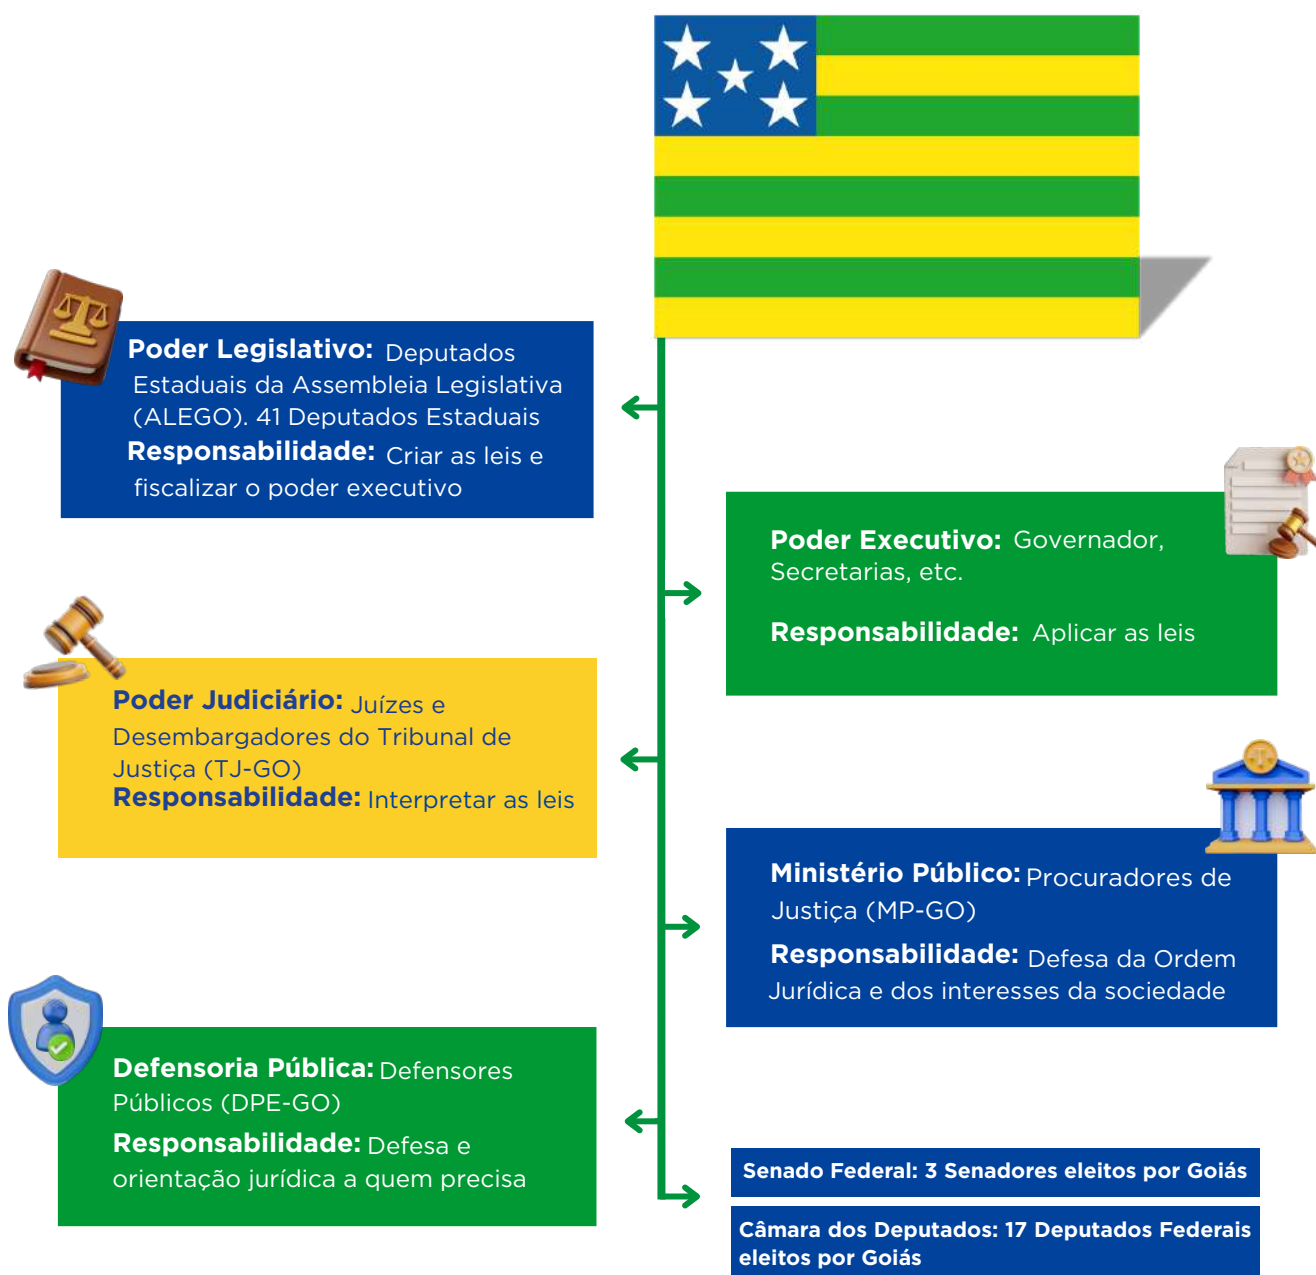 Poder Legislativo: Deputados
Estaduais da Assembleia Legislativa
(ALEGO). 41 Deputados Estaduais
Responsabilidade: Criar as leis e
fiscalizar o poder executivo
Poder Executivo: Governador,
Secretarias, etc.
Responsabilidade: Aplicar as leis
Poder Judiciário: Juízes e
Desembargadores do Tribunal de
Justiça (TJ-GO)
Responsabilidade: Interpretar as leis
Ministério Público: Procuradores de
Justiça (MP-GO)
Responsabilidade: Defesa da Ordem
Jurídica e dos interesses da sociedade
Defensoria Pública: Defensores
Públicos (DPE-GO)
Responsabilidade: Defesa e
orientação jurídica a quem precisa
Senado Federal: 3 Senadores eleitos por Goiás
Câmara dos Deputados: 17 Deputados Federais
eleitos por Goiás